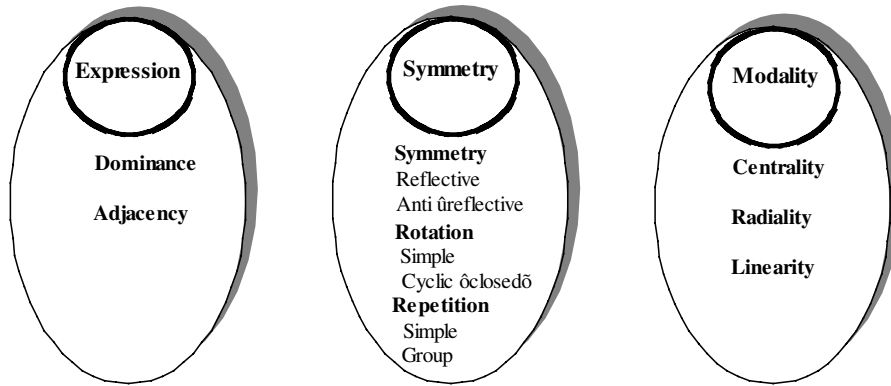 Expression
Dominance
Adjacency
Symmetry
Symmetry
Reflective
Anti ûreflective
Rotation
Simple
Cyclic ôclosedõ
Repetition
Simple
Group
Modality
Centrality
Radiality
Linearity